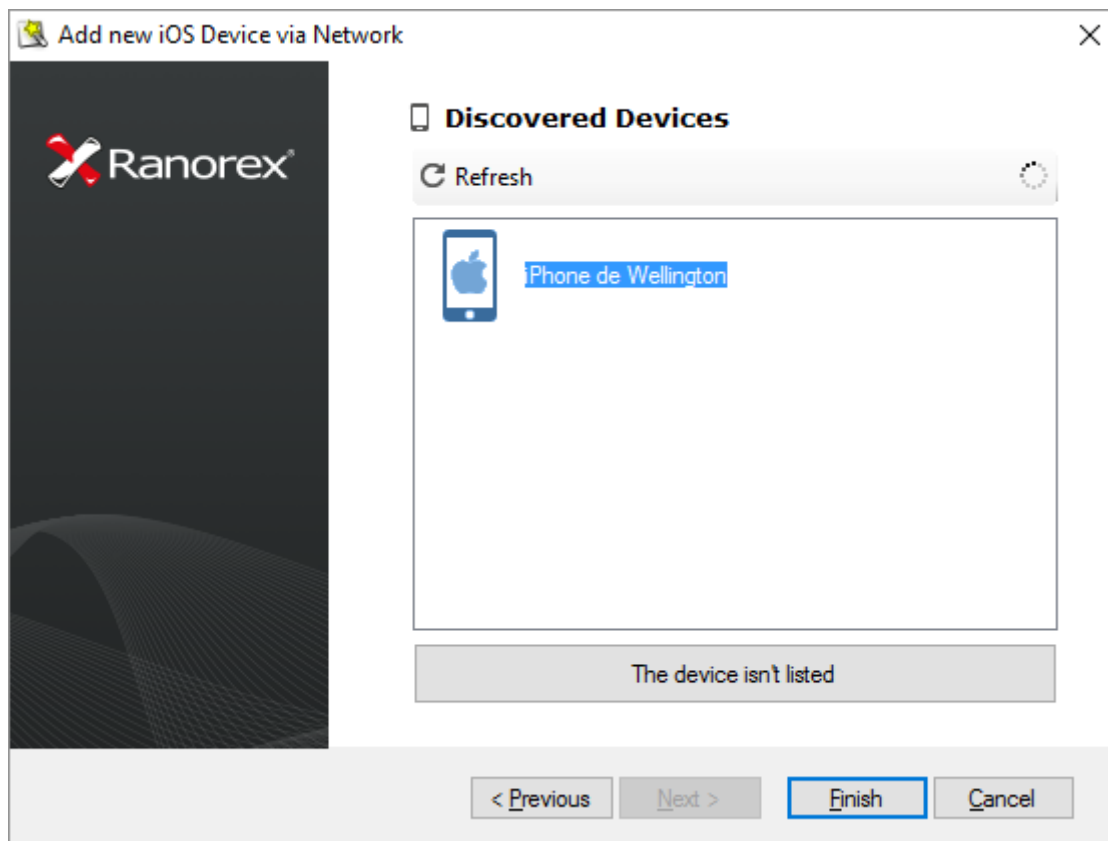 Add new iOS Device via Network
Ranorex®
Discovered Devices
Refresh
iPhone de Wellington
The device isn't listed
< Previous
Next >
Finish
Cancel